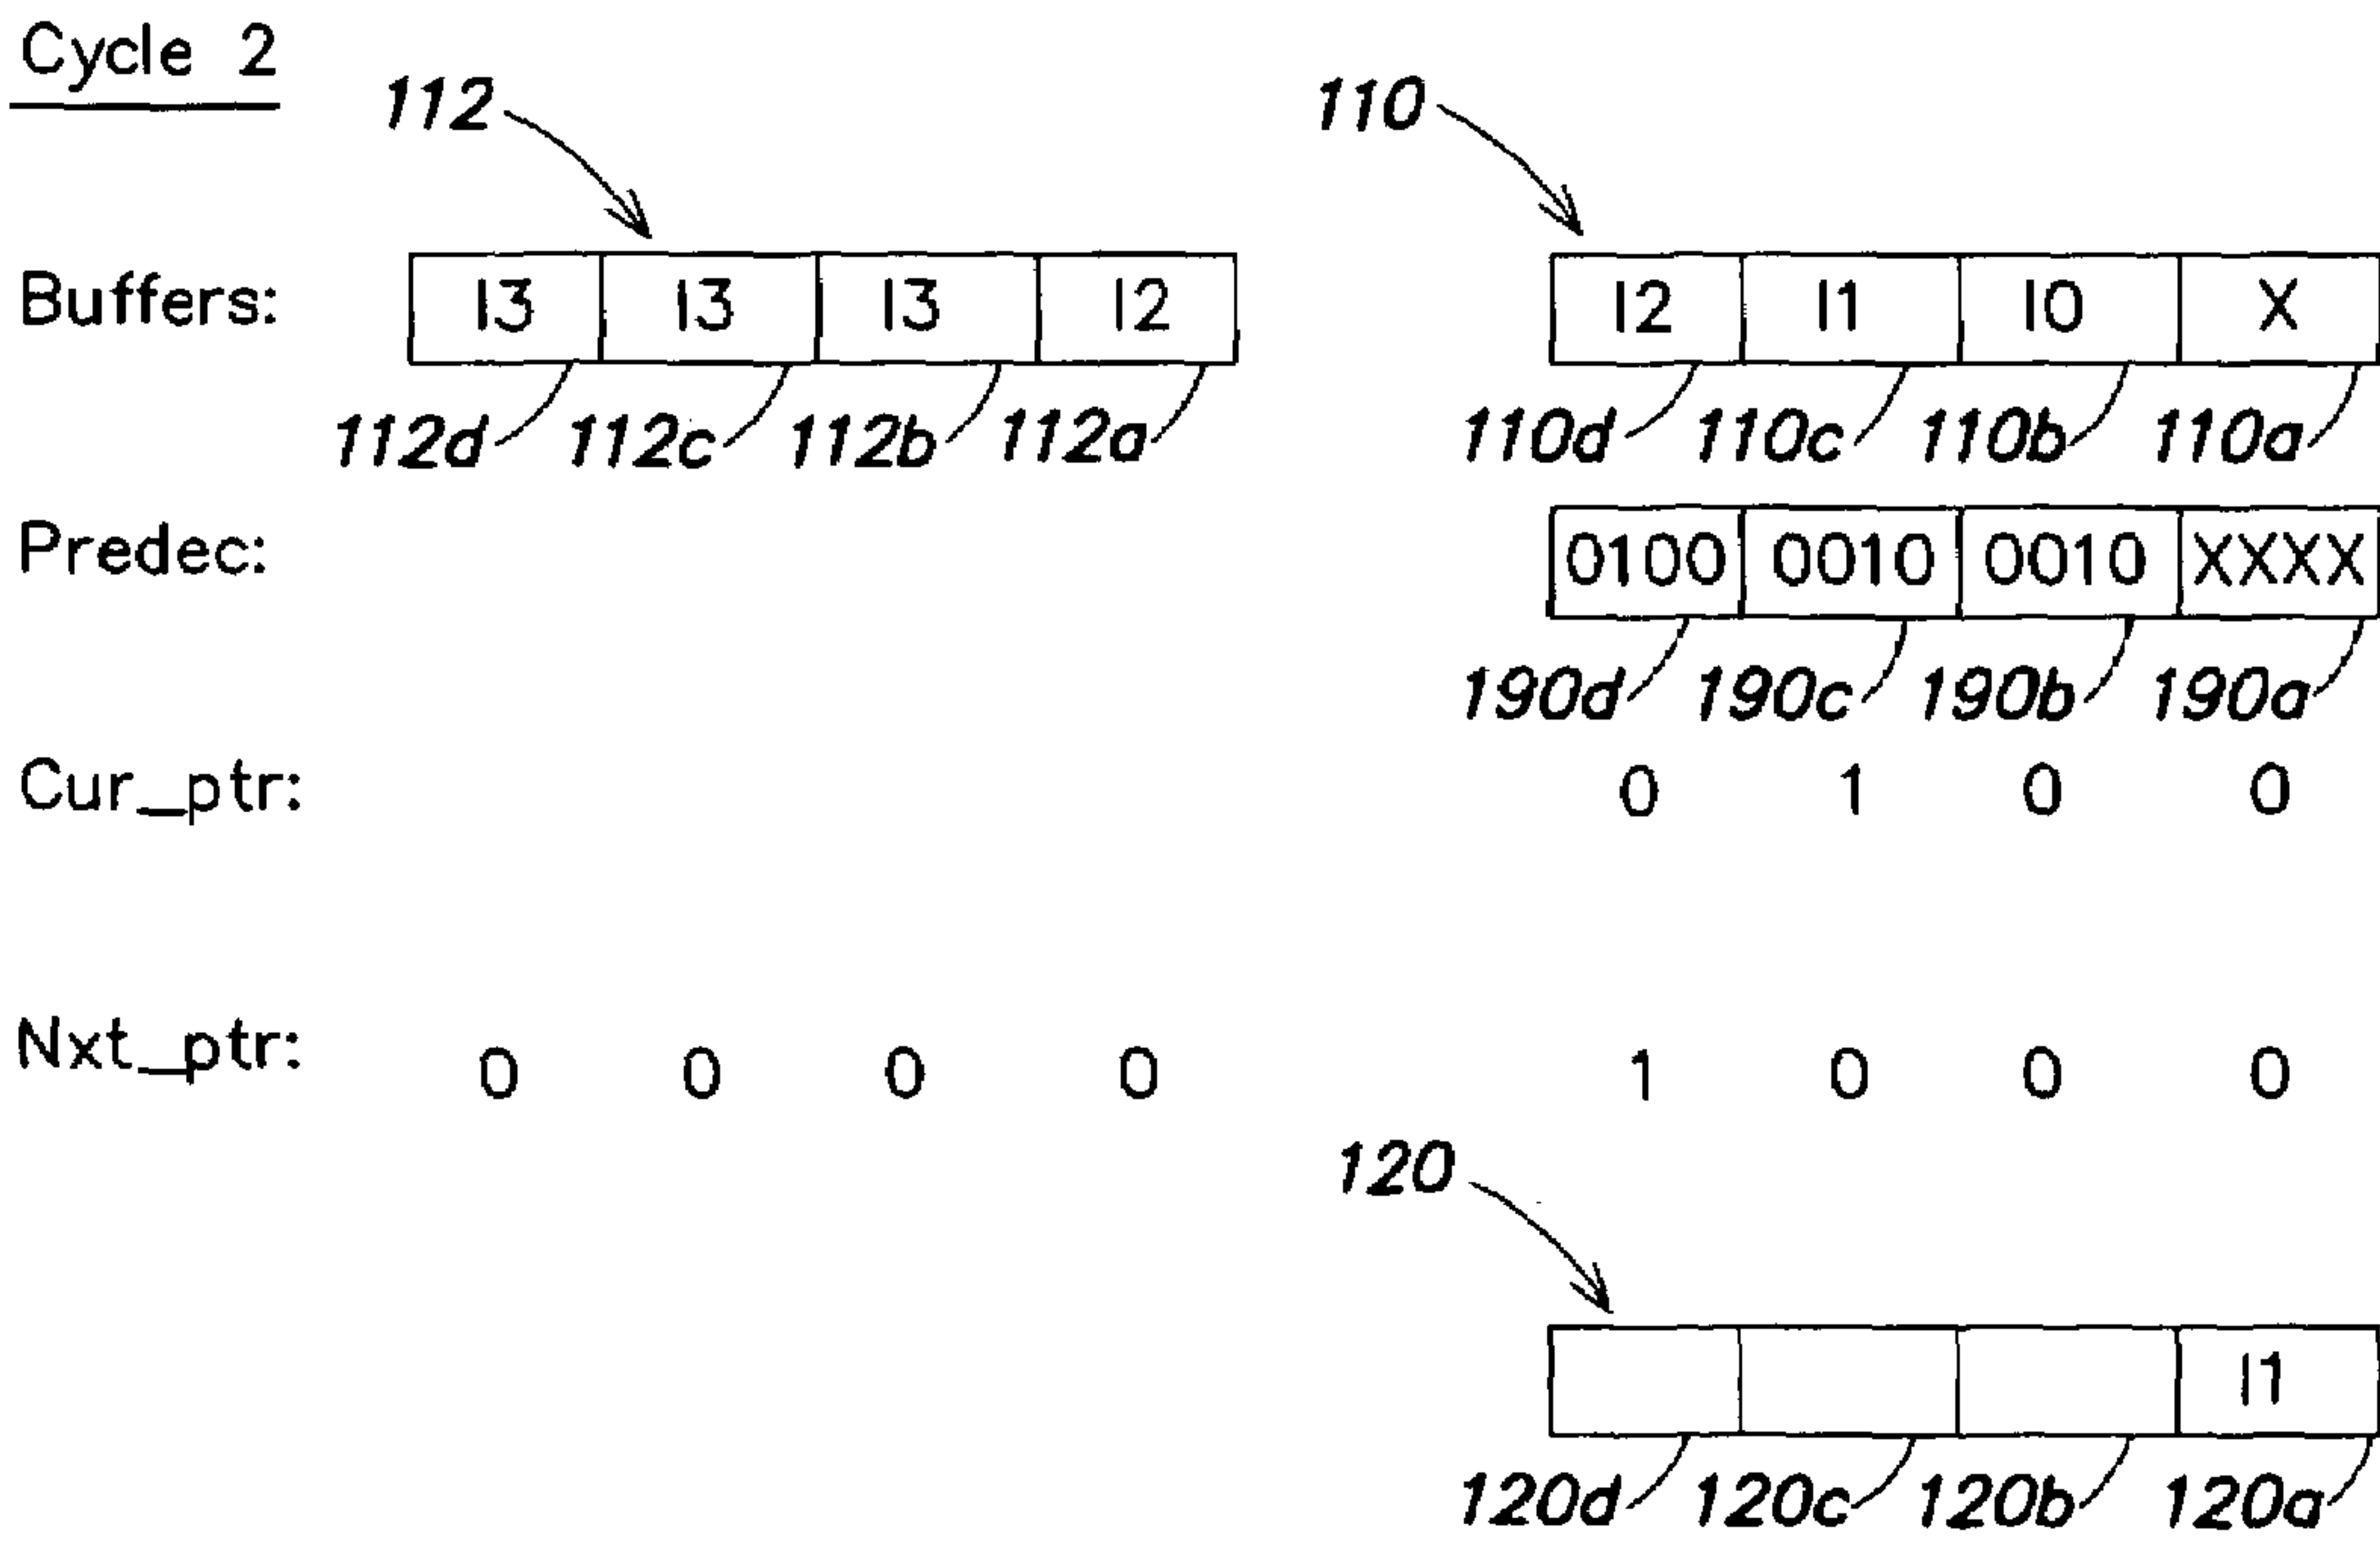 Cycle 2
112 110
Buffers: I3 I3 I3 I2 I2 I1 I0 X
112d 112c 112b 112a 110d 110c 110b 110a
Predec: 0100 0010 0010 XXXX
190d 190c 190b 190a
Cur_ptr: 0 1 0 0
Nxt_ptr: 0 0 0 0 1 0 0 0
120
I1
120d 120c 120b 120a